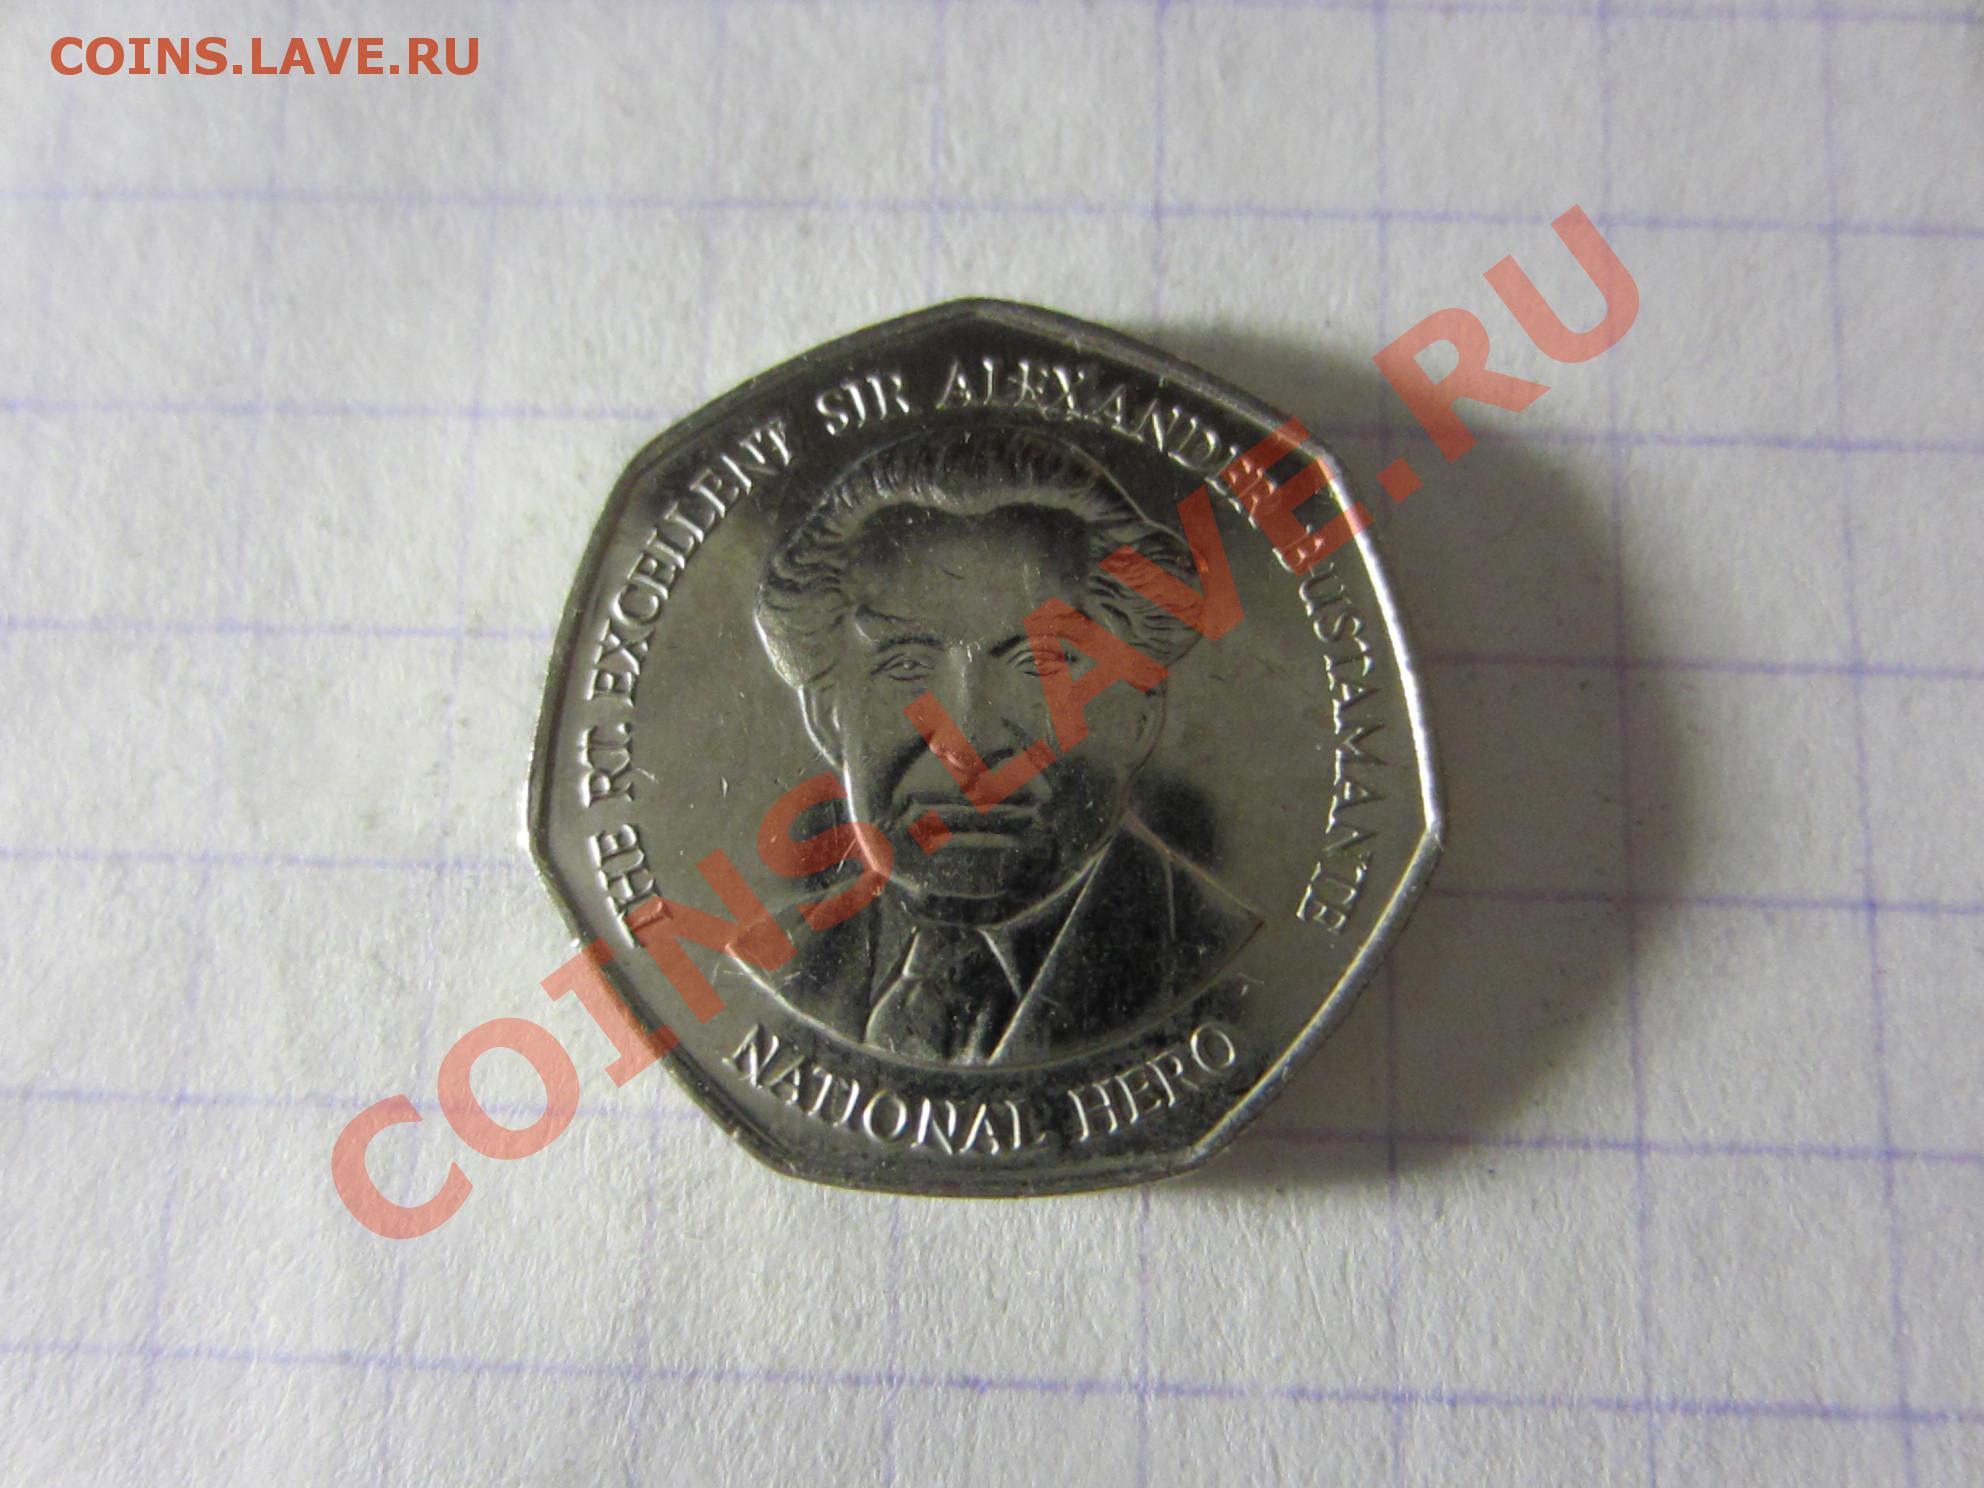 COINS.LAVE.RU
THE RT. EXCELLENT SIR ALEXANDER BUSTAMANTE
NATIONAL HERO
COINS.LAVE.RU